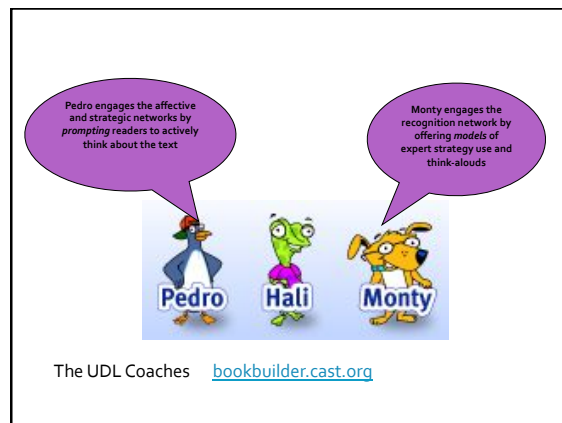 Pedro engages the affective
and strategic networks by
prompting readers to actively
think about the text
Monty engages the
recognition network by
offering models of
expert strategy use and
think-alouds
Pedro
Hali
Monty
The UDL Coaches bookbuilder.cast.org